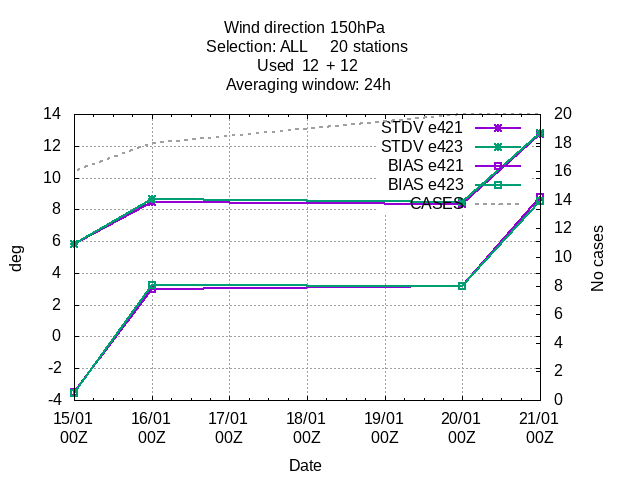 Wind direction 150hPa
Selection: ALL 20 stations
Used 12 + 12
Averaging window: 24h
14 20
12 18
10 16
8 14
6 12
4 10
2 8
0 6
-2 4
-4 2
0
deg
No cases
STDV e421
STDV e423
BIAS e421
BIAS e423
CASES
15/01 16/01 17/01 18/01 19/01 20/01 21/01
00Z 00Z 00Z 00Z 00Z 00Z 00Z
Date